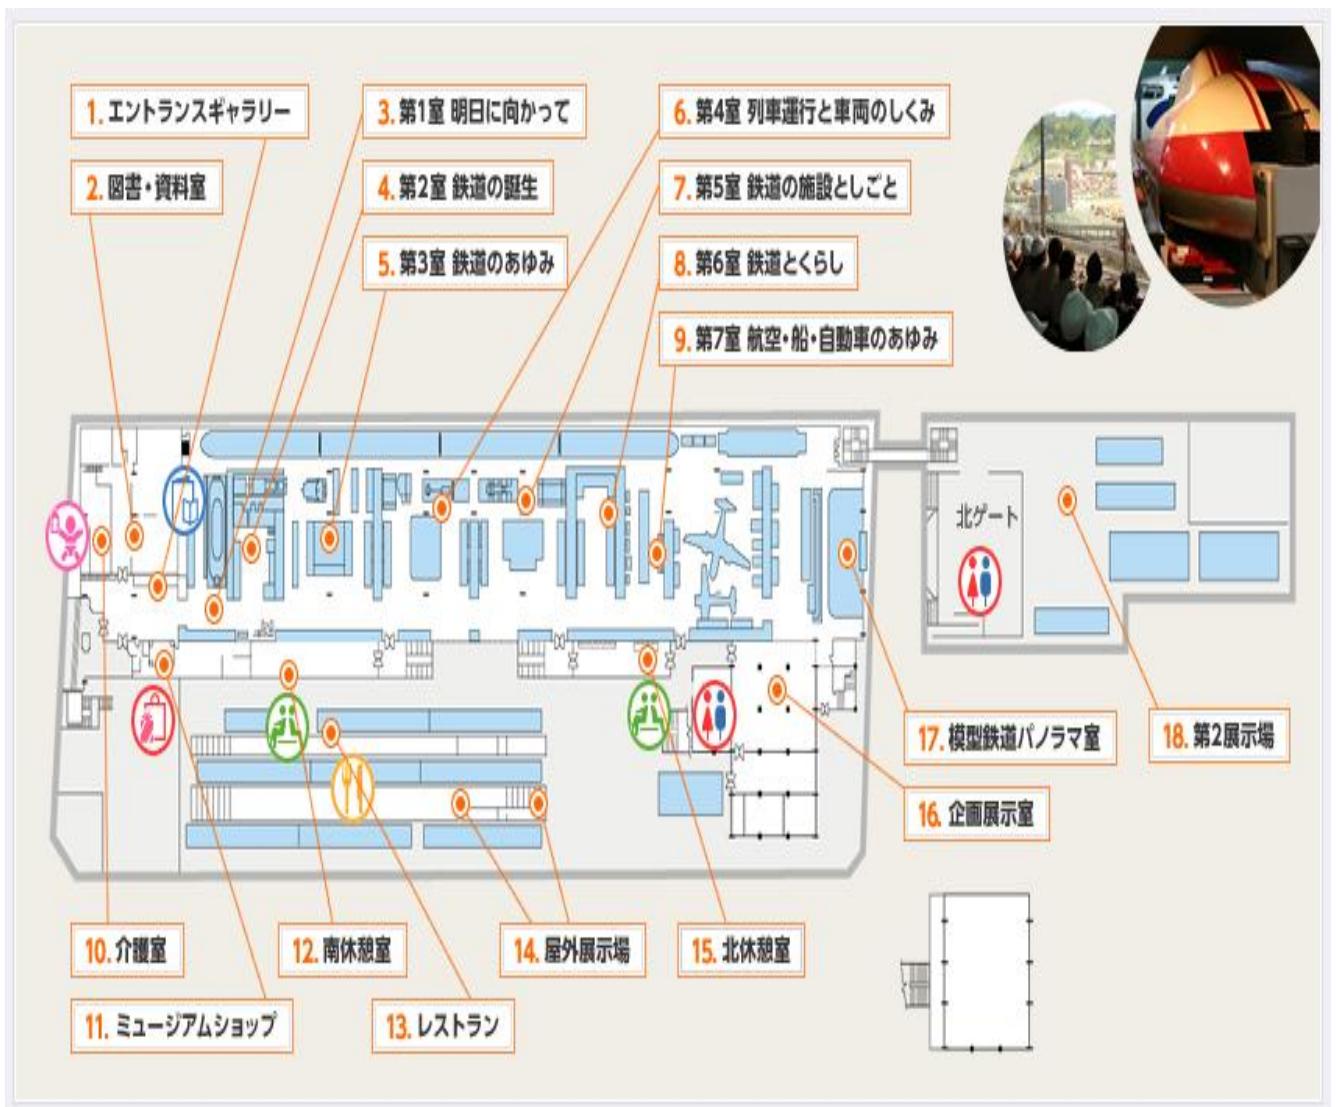 1. エントランスギャラリー
2. 図書・資料室
3. 第1室 明日に向かって
4. 第2室 鉄道の誕生
5. 第3室 鉄道のあゆみ
6. 第4室 列車運行と車両のしくみ
7. 第5室 鉄道の施設としごと
8. 第6室 鉄道とくらし
9. 第7室 航空・船・自動車のあゆみ
北ゲート
10. 介護室
11. ミュージアムショップ
12. 南休憩室
13. レストラン
14. 屋外展示場
15. 北休憩室
16. 企画展示室
17. 模型鉄道パノラマ室
18. 第2展示場